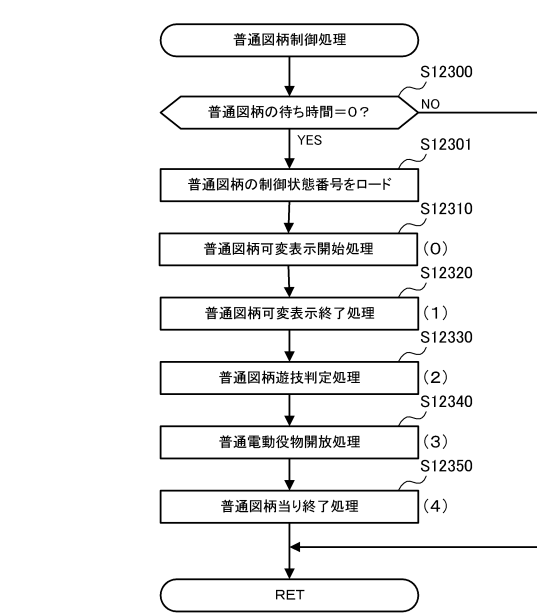 普通図柄制御処理
S12300
普通図柄の待ち時間＝０？
NO
YES
S12301
普通図柄の制御状態番号をロード
S12310
普通図柄可変表示開始処理
（０）
S12320
普通図柄可変表示終了処理
（１）
S12330
普通図柄遊技判定処理
（２）
S12340
普通電動役物開放処理
（３）
S12350
普通図柄当り終了処理
（４）
RET